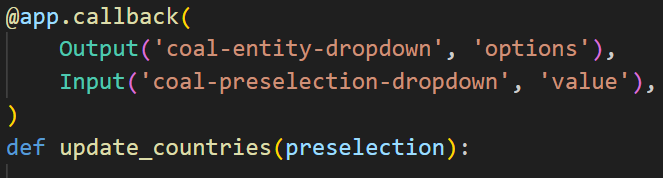 @app.callback(
    Output('coal-entity-dropdown', 'options'),
    Input('coal-preselection-dropdown', 'value'),
)
def update_countries(preselection):